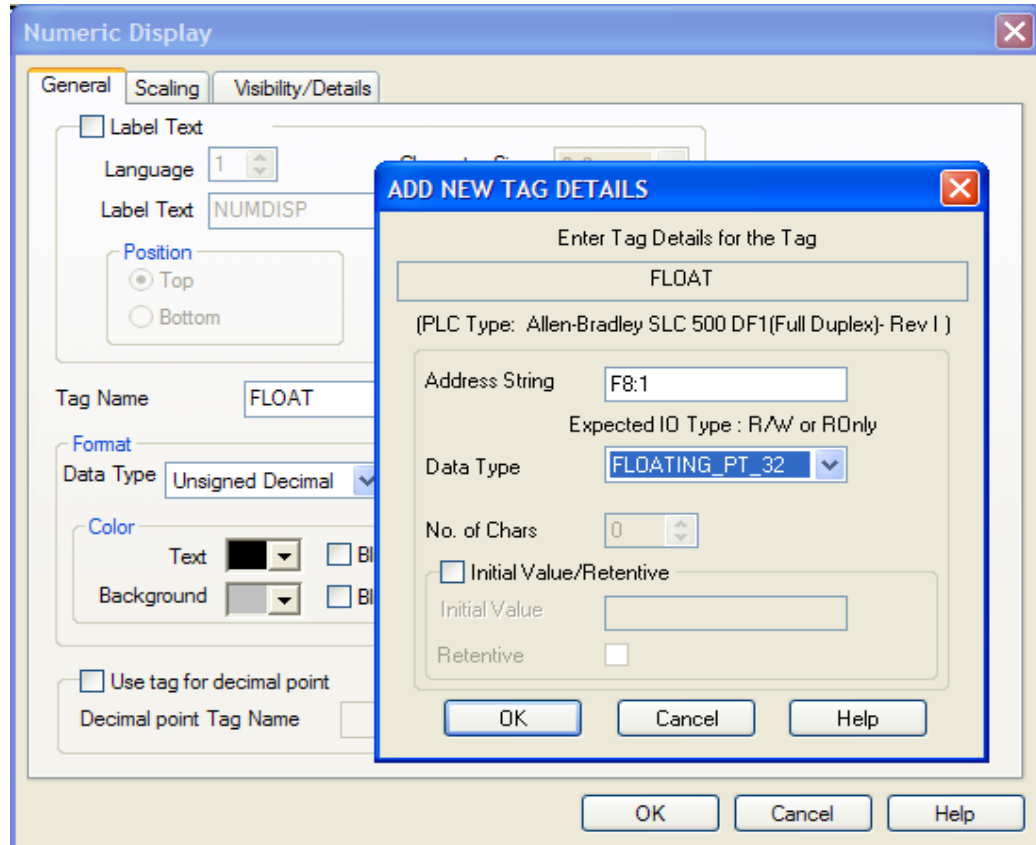 Numeric Display
General
Scaling
Visibility/Details
Label Text
Language 1
Label Text NUMDISP
Position
Top
Bottom
Tag Name FLOAT
Format
Data Type Unsigned Decimal
Color
Text
Background
Use tag for decimal point
Decimal point Tag Name
ADD NEW TAG DETAILS
Enter Tag Details for the Tag
FLOAT
(PLC Type: Allen-Bradley SLC 500 DF1(Full Duplex)- Rev I )
Address String F8:1
Expected IO Type : R/W or ROnly
Data Type FLOATING_PT_32
No. of Chars 0
Initial Value/Retentive
Initial Value
Retentive
OK Cancel Help
OK Cancel Help